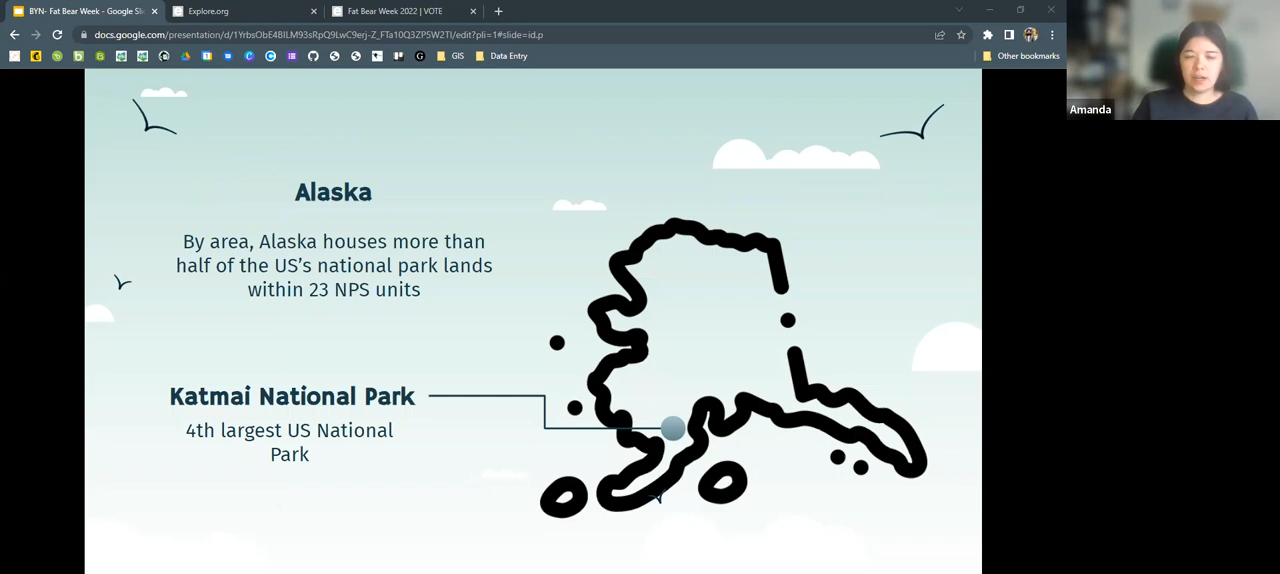 BYN- Fat Bear Week - Google Sli
Explore.org
Fat Bear Week 2022 | VOTE
docs.google.com/presentation/d/1YrbsObE4BILM93sRpQ9LwC9erj-Z_FTa10Q3ZP5W2TI/edit?pli=1#slide=id.p
GIS
Data Entry
Other bookmarks
Amanda
Alaska
By area, Alaska houses more than
half of the US's national park lands
within 23 NPS units
Katmai National Park
4th largest US National
Park